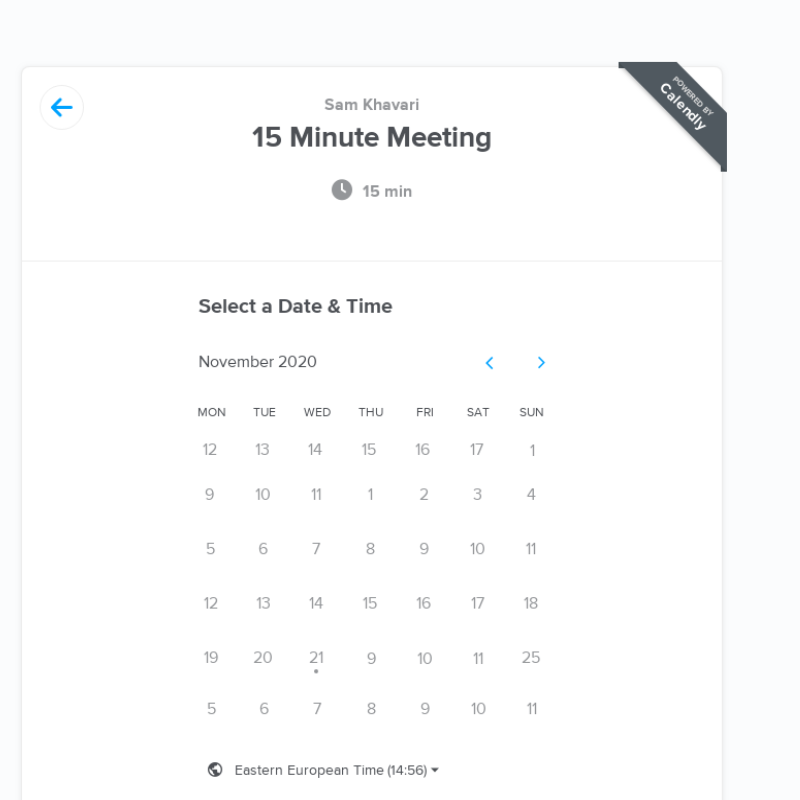 POWERED BY
Calendly
Sam Khavari
15 Minute Meeting
15 min
Select a Date & Time
November 2020
MON TUE WED THU FRI SAT SUN
12 13 14 15 16 17 1
9 10 11 1 2 3 4
5 6 7 8 9 10 11
12 13 14 15 16 17 18
19 20 21 9 10 11 25
5 6 7 8 9 10 11
Eastern European Time (14:56)